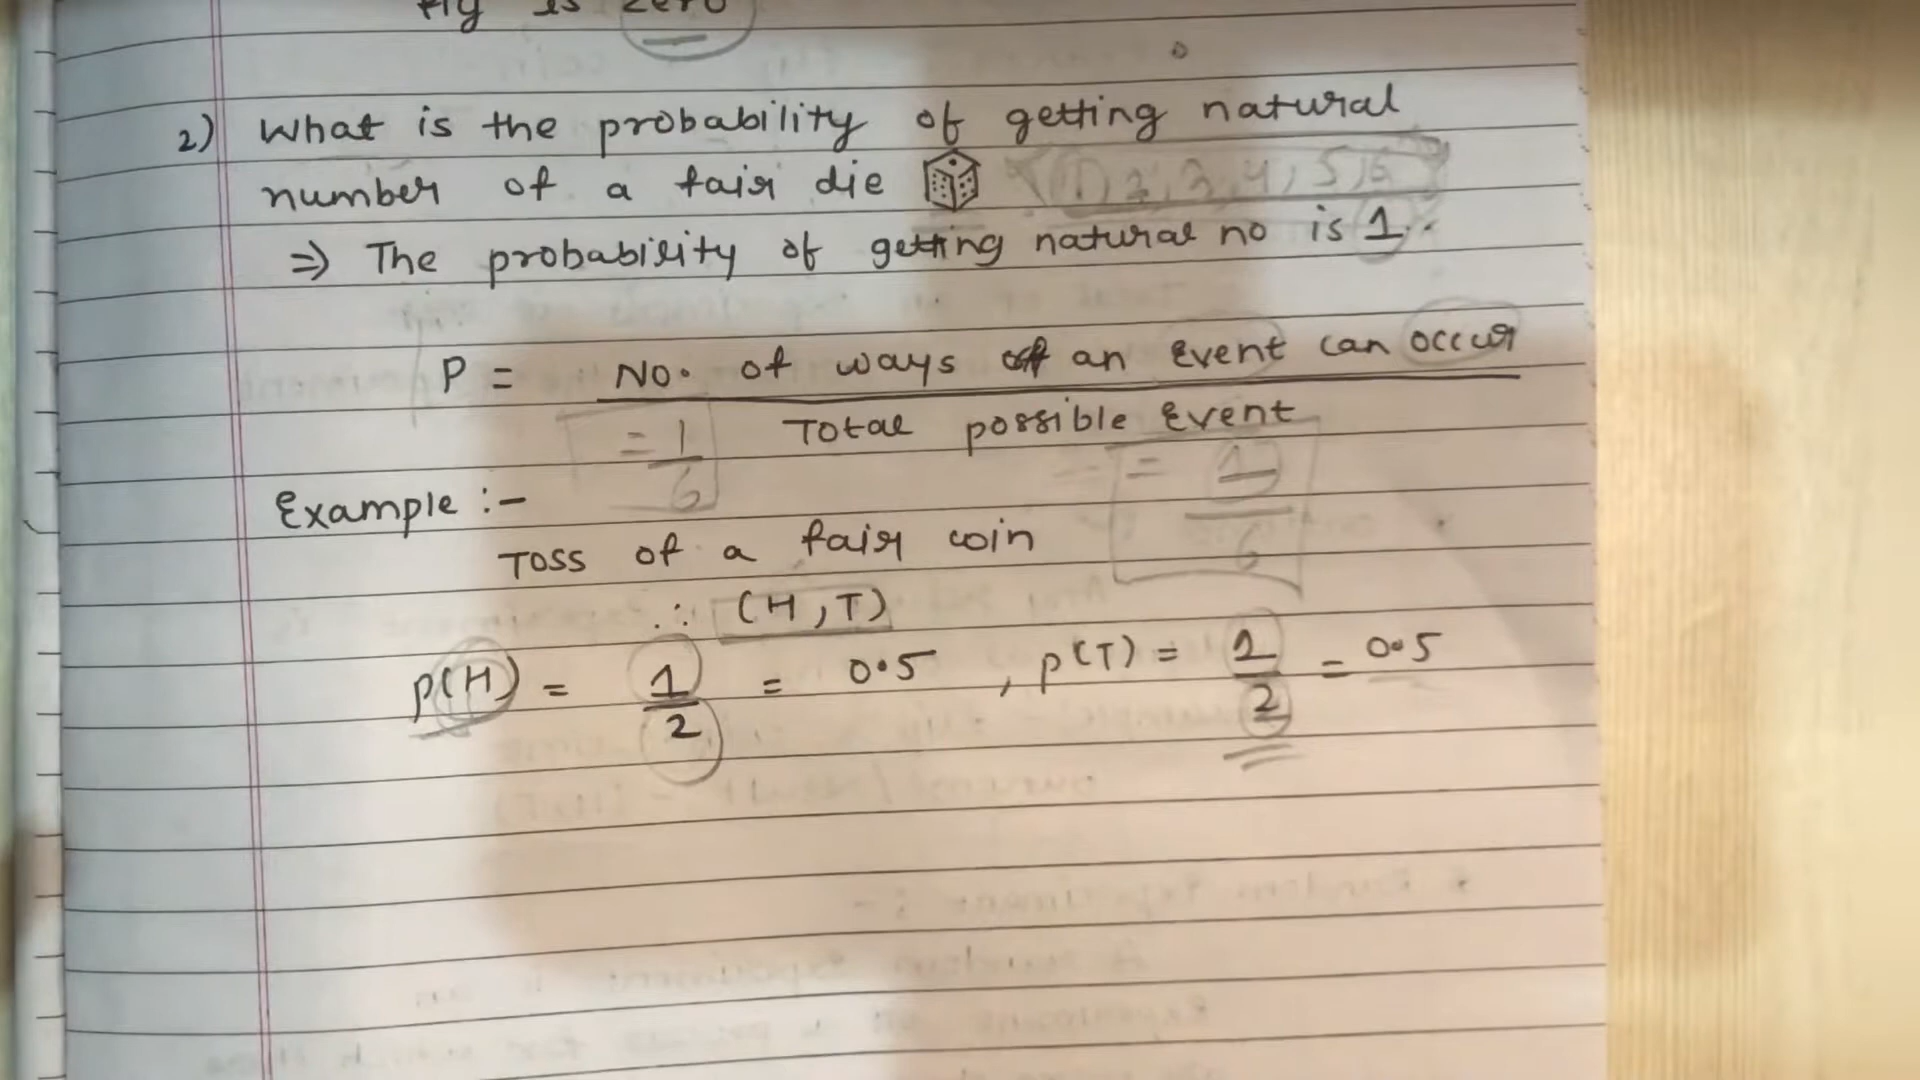 is zero
2) What is the probability of getting natural
number of a fair die (1, 2, 3, 4, 5, 6
⇒ The probability of getting natural no is 1.
P = No. of ways of an Event can occur
Total possible Event
= 1/6
= 1/6
Example :-
Toss of a fair coin
∴ (H, T)
P(H) = 1/2 = 0.5 , P(T) = 1/2 = 0.5